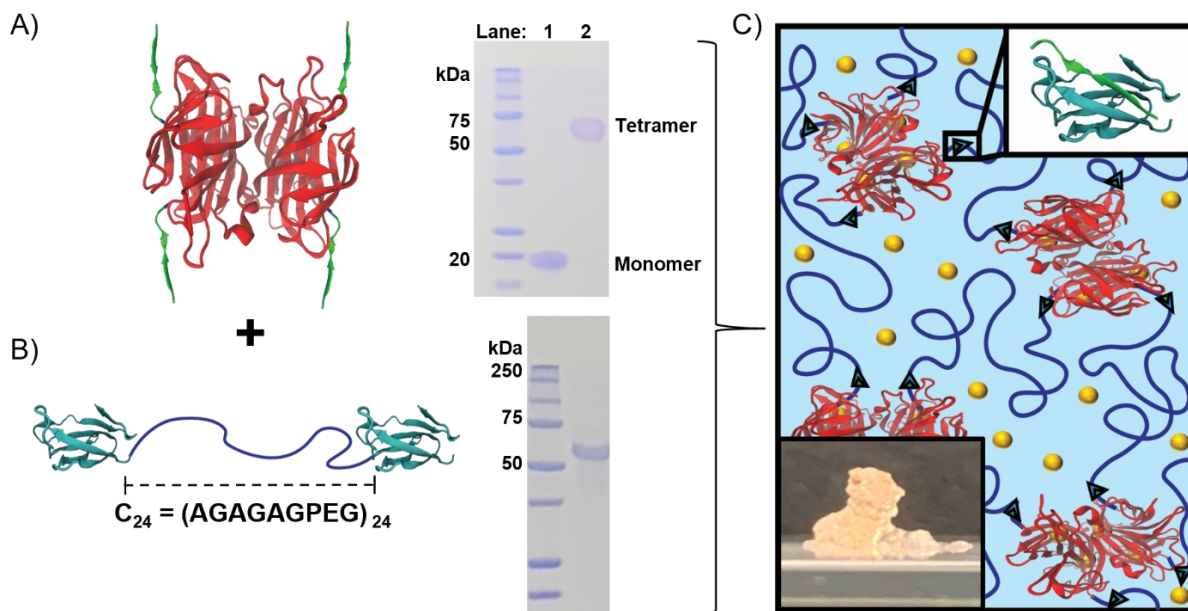 A)
Lane: 1 2
kDa
75
50
20
Tetramer
Monomer
+
B)
C24 = (AGAGAGPEG)24
kDa
250
75
50
C)